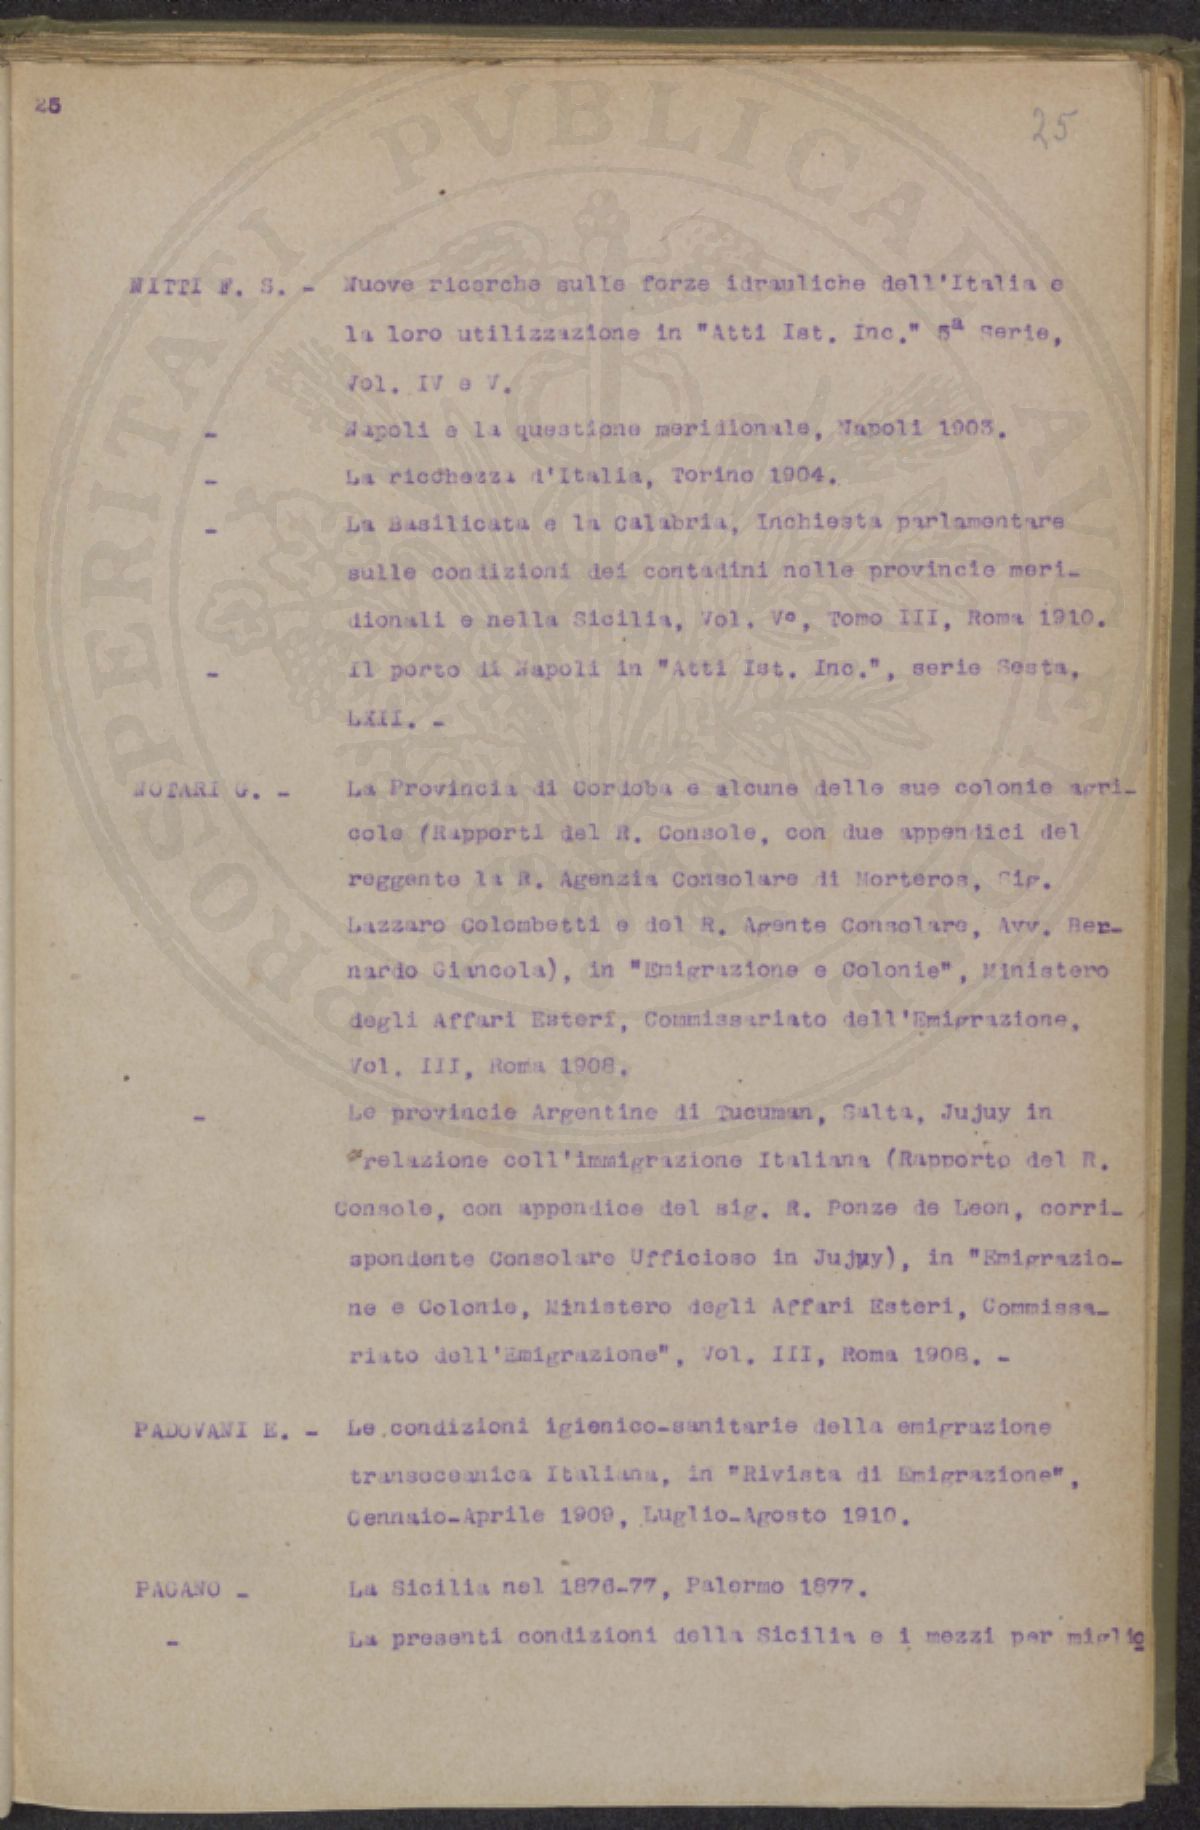 25
25
NITTI F. S. - Nuove ricerche sulle forze idrauliche dell'Italia e
la loro utilizzazione in "Atti Ist. Inc." 5ª Serie,
Vol. IV e V.
- Napoli e la questione meridionale, Napoli 1903.
- La ricchezza d'Italia, Torino 1904.
- La Basilicata e la Calabria, Inchiesta parlamentare
sulle condizioni dei contadini nelle provincie meri-
dionali e nella Sicilia, Vol. V°, Tomo III, Roma 1910.
- Il porto di Napoli in "Atti Ist. Inc.", serie Sesta,
LXII. -
NOTARI G. - La Provincia di Cordoba e alcune delle sue colonie agri-
cole (Rapporti del R. Console, con due appendici del
reggente la R. Agenzia Consolare di Morteros, Sig.
Lazzaro Colombetti e del R. Agente Consolare, Avv. Ber-
nardo Giancola), in "Emigrazione e Colonie", Ministero
degli Affari Esteri, Commissariato dell'Emigrazione,
Vol. III, Roma 1908.
- Le provincie Argentine di Tucuman, Salta, Jujuy in
relazione coll'immigrazione Italiana (Rapporto del R.
Console, con appendice del sig. R. Ponze de Leon, corri-
spondente Consolare Ufficioso in Jujuy), in "Emigrazio-
ne e Colonie, Ministero degli Affari Esteri, Commissa-
riato dell'Emigrazione", Vol. III, Roma 1908. -
PADOVANI E. - Le condizioni igienico-sanitarie della emigrazione
transoceanica Italiana, in "Rivista di Emigrazione",
Gennaio-Aprile 1909, Luglio-Agosto 1910.
PAGANO - La Sicilia nel 1876-77, Palermo 1877.
- La presenti condizioni della Sicilia e i mezzi per miglio
PROSPERITATI PVBLICAE AVGENDAE